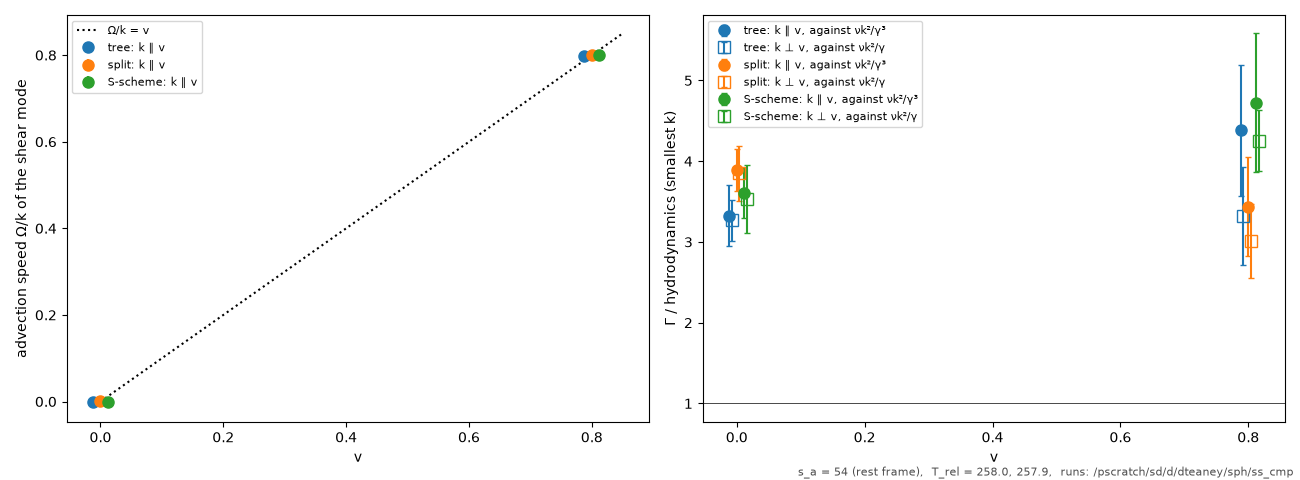 Ω/k = v
tree: k ∥ v
split: k ∥ v
S-scheme: k ∥ v
advection speed Ω/k of the shear mode
0.8
0.6
0.4
0.2
0.0
0.0 0.2 0.4 0.6 0.8
v
tree: k ∥ v, against νk²/γ³
tree: k ⊥ v, against νk²/γ
split: k ∥ v, against νk²/γ³
split: k ⊥ v, against νk²/γ
S-scheme: k ∥ v, against νk²/γ³
S-scheme: k ⊥ v, against νk²/γ
Γ / hydrodynamics (smallest k)
5
4
3
2
1
0.0 0.2 0.4 0.6 0.8
v
s_a = 54 (rest frame), T_rel = 258.0, 257.9, runs: /pscratch/sd/d/dteaney/sph/ss_cmp